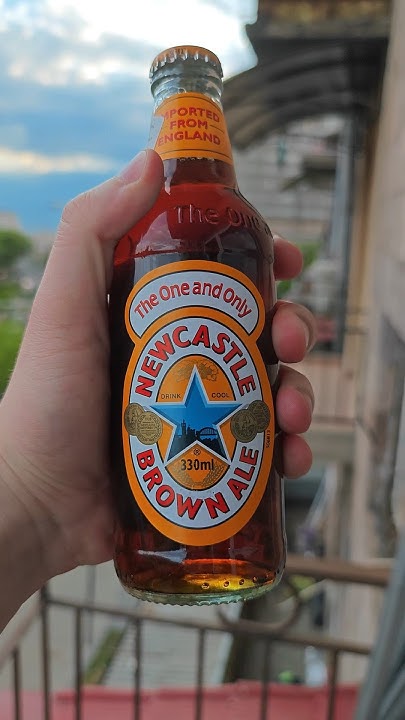 IMPORTED
FROM
ENGLAND
The One
The One and Only
NEWCASTLE
DRINK COOL
®
330ml
BROWN ALE